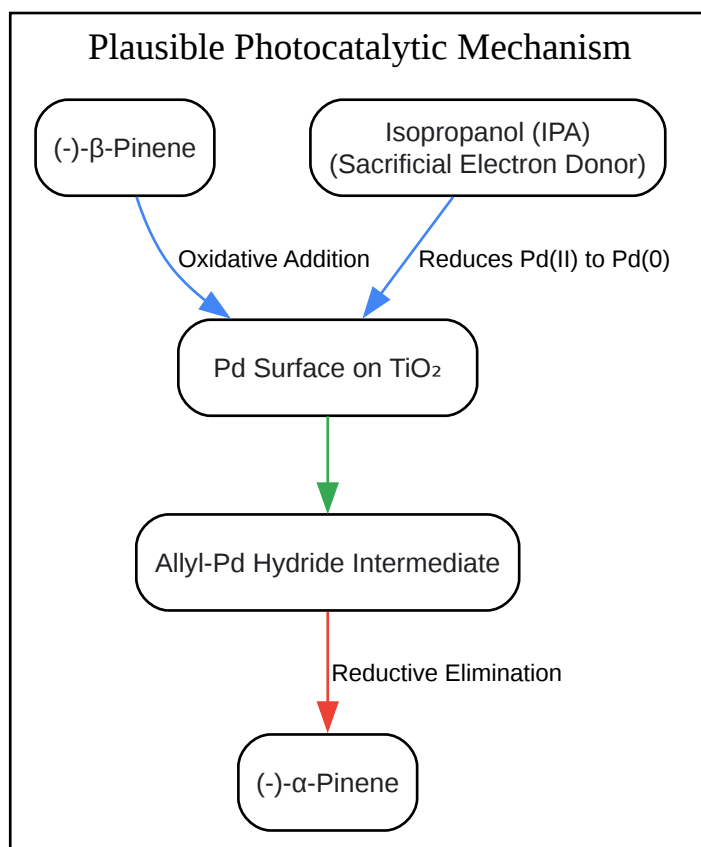 Plausible Photocatalytic Mechanism
(-)-β-Pinene
Isopropanol (IPA)
(Sacrificial Electron Donor)
Oxidative Addition
Reduces Pd(II) to Pd(0)
Pd Surface on TiO₂
Allyl-Pd Hydride Intermediate
Reductive Elimination
(-)-α-Pinene